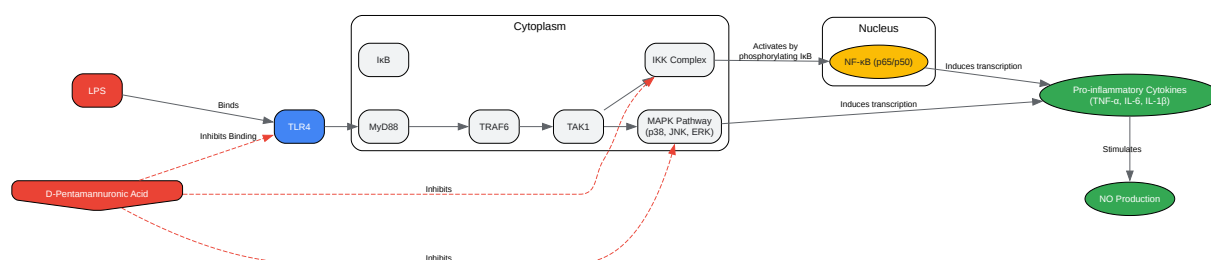 Cytoplasm
Nucleus
IκB
IKK Complex
Activates by
phosphorylating IκB
NF-κB (p65/p50)
Induces transcription
LPS
Binds
Pro-inflammatory Cytokines
(TNF-α, IL-6, IL-1β)
Induces transcription
TLR4
MyD88
TRAF6
TAK1
MAPK Pathway
(p38, JNK, ERK)
Inhibits Binding
Stimulates
D-Pentamannuronic Acid
Inhibits
NO Production
Inhibits